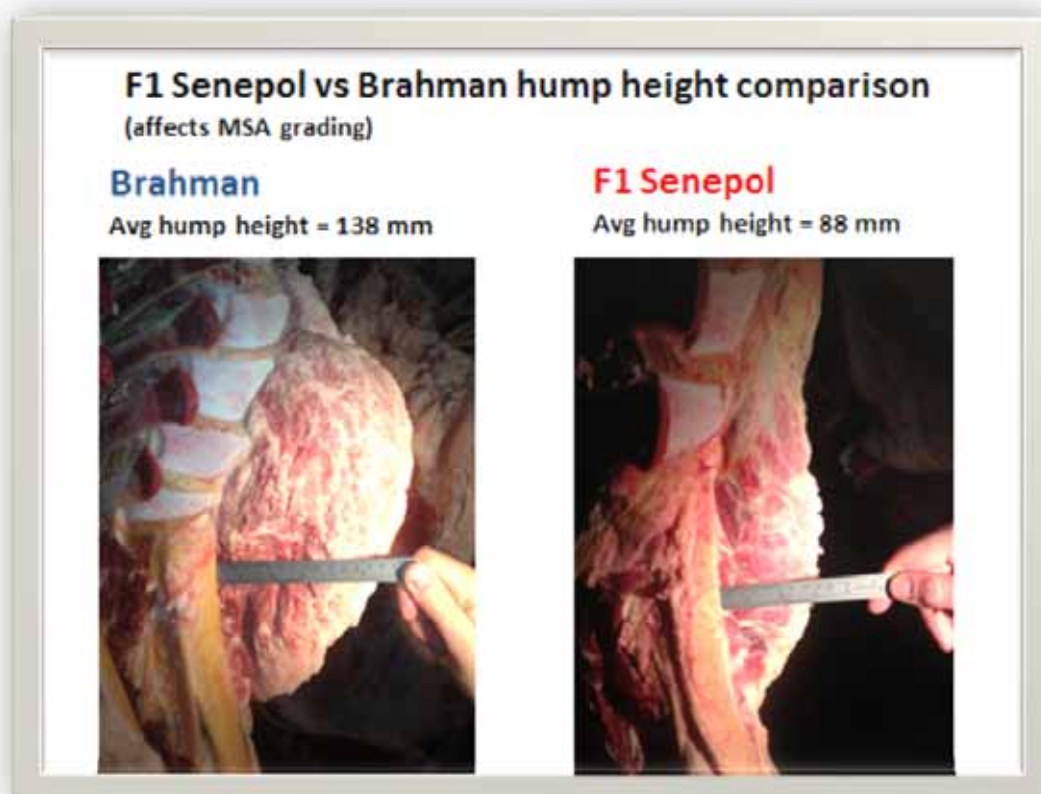 F1 Senepol vs Brahman hump height comparison
(affects MSA grading)
Brahman
Avg hump height = 138 mm
F1 Senepol
Avg hump height = 88 mm